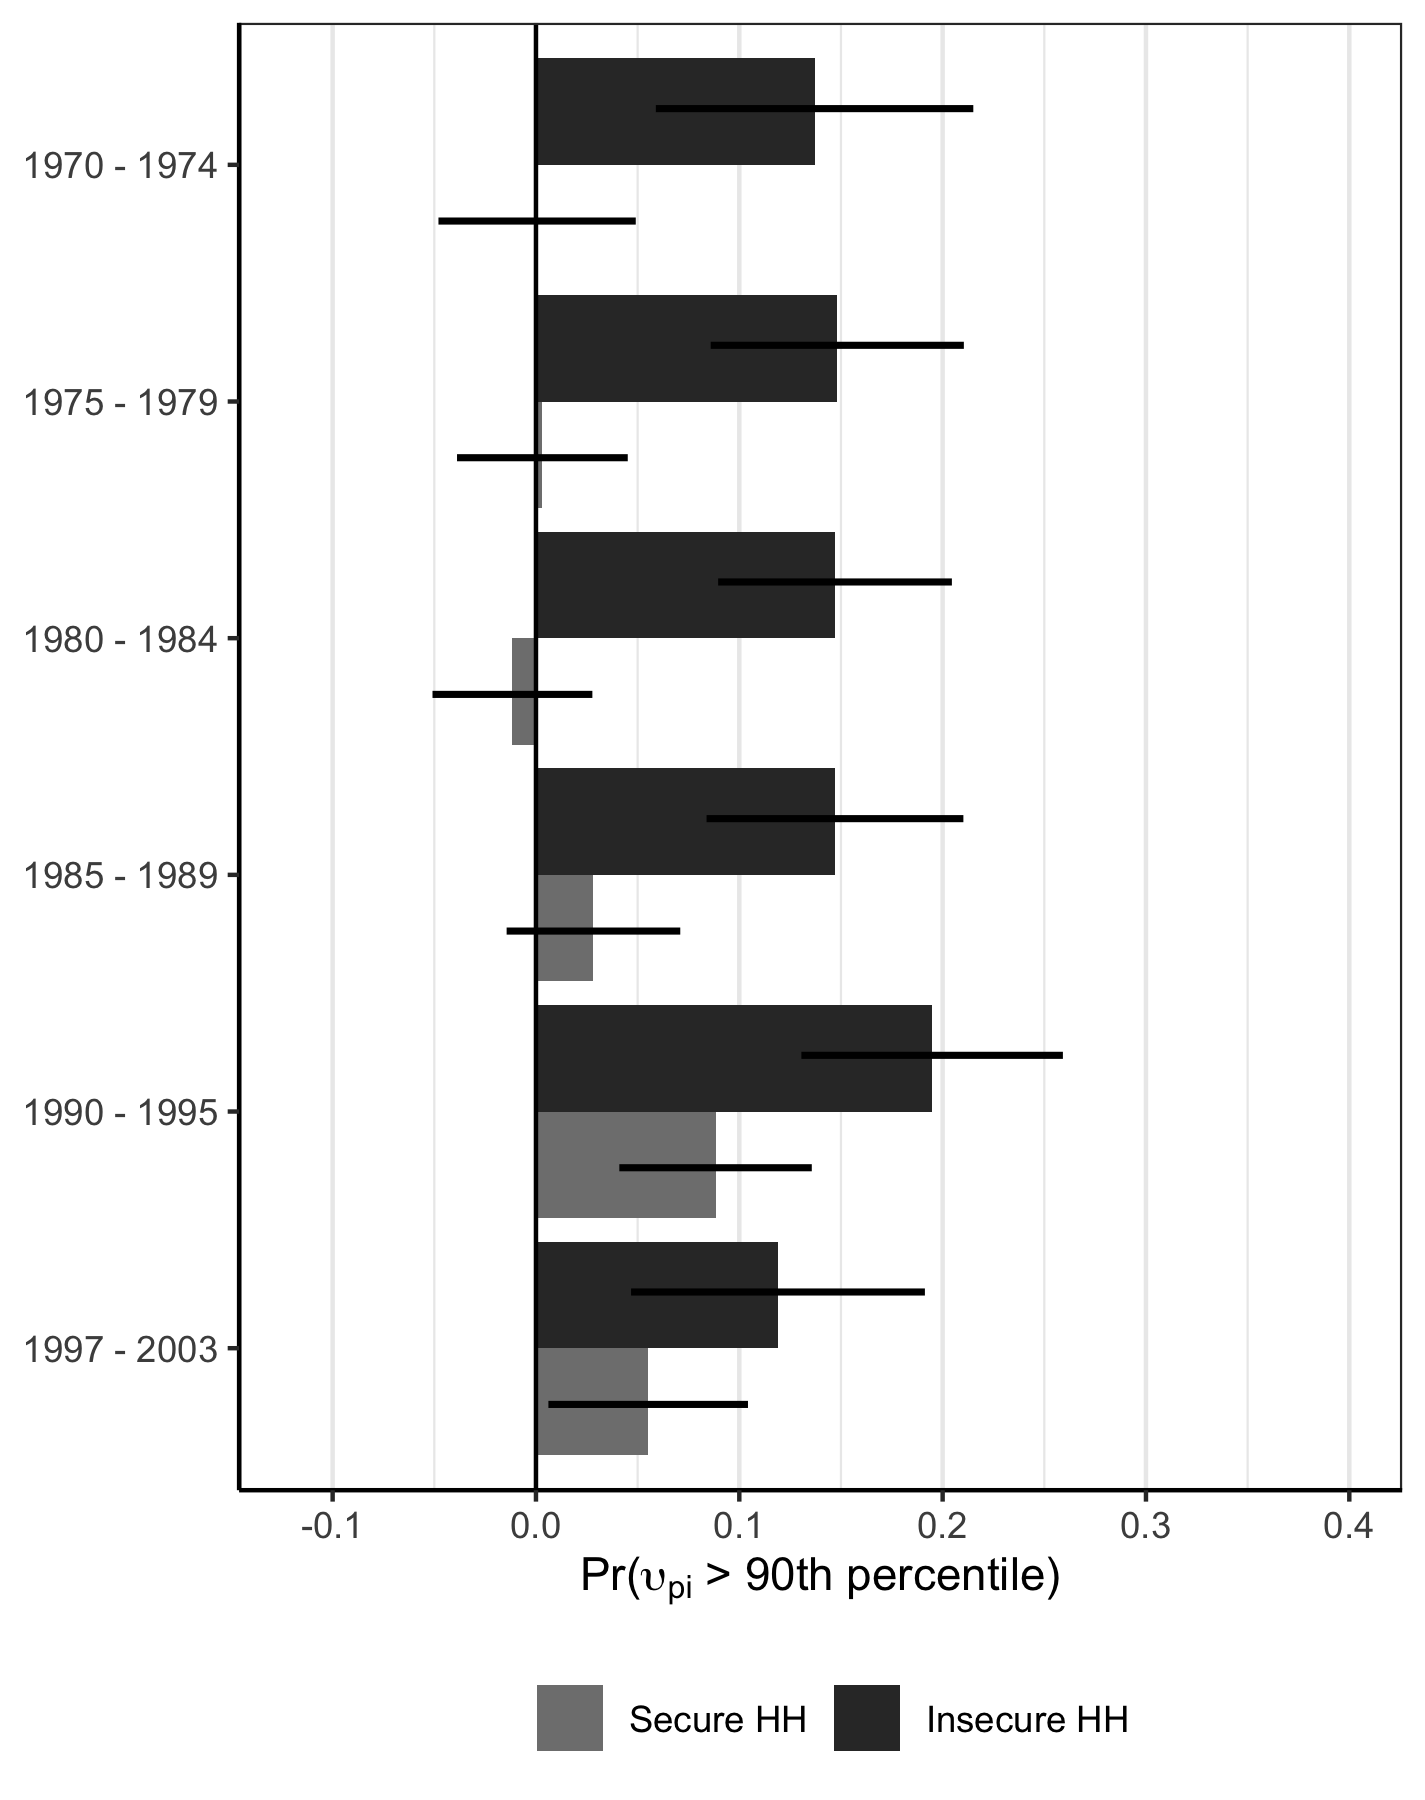 1970 - 1974
1975 - 1979
1980 - 1984
1985 - 1989
1990 - 1995
1997 - 2003
-0.1 0.0 0.1 0.2 0.3 0.4
Pr(υpi > 90th percentile)
Secure HH Insecure HH